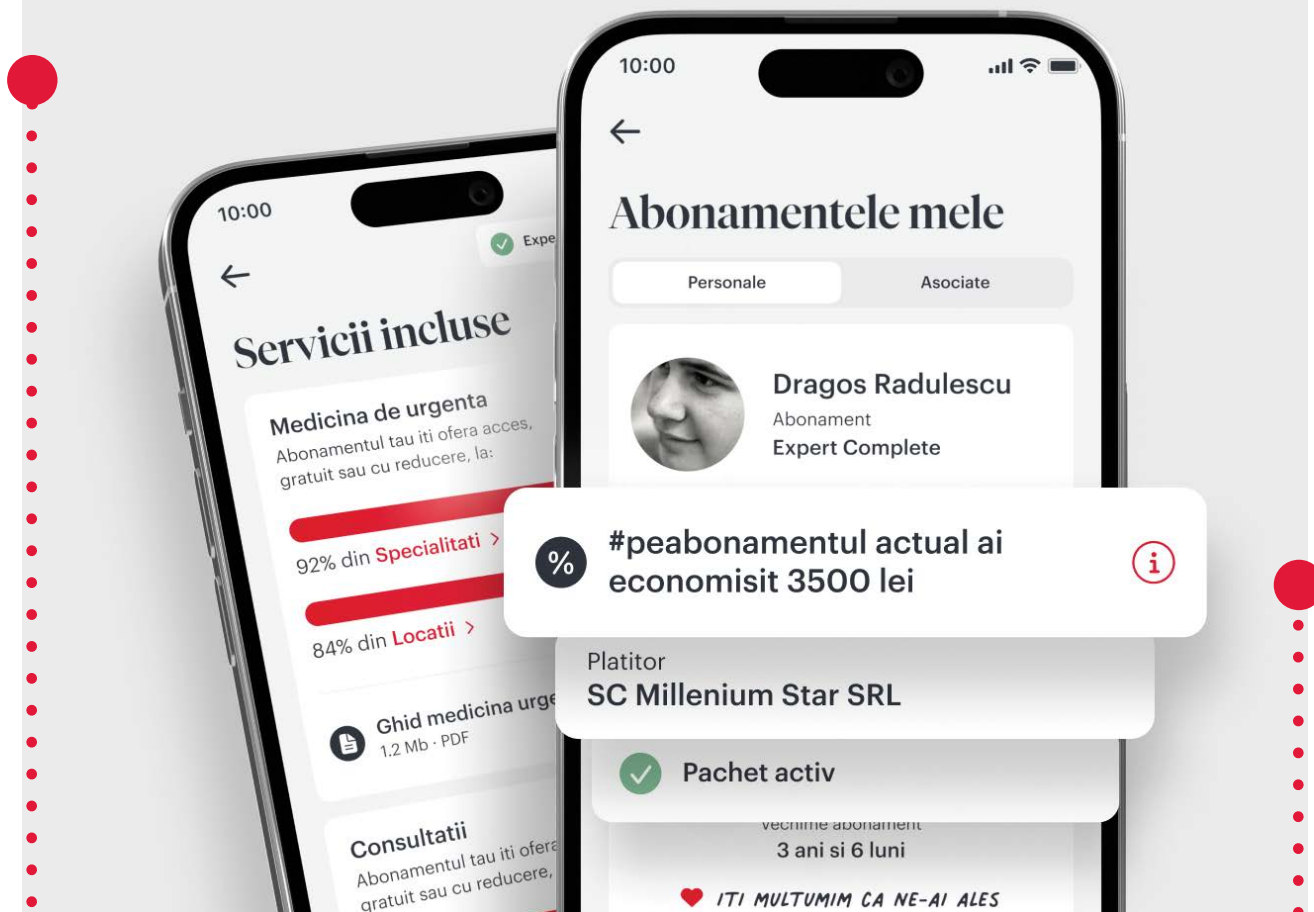 10:00
Expe
Servicii incluse
Medicina de urgenta
Abonamentul tau iti ofera acces,
gratuit sau cu reducere, la:
92% din Specialitati >
84% din Locatii >
Ghid medicina urge
1.2 Mb · PDF
Consultatii
Abonamentul tau iti ofera
gratuit sau cu reducere,
10:00
Abonamentele mele
Personale
Asociate
Dragos Radulescu
Abonament
Expert Complete
%
#peabonamentul actual ai
economisit 3500 lei
i
Platitor
SC Millenium Star SRL
Pachet activ
Vechime abonament
3 ani si 6 luni
ITI MULTUMIM CA NE-AI ALES